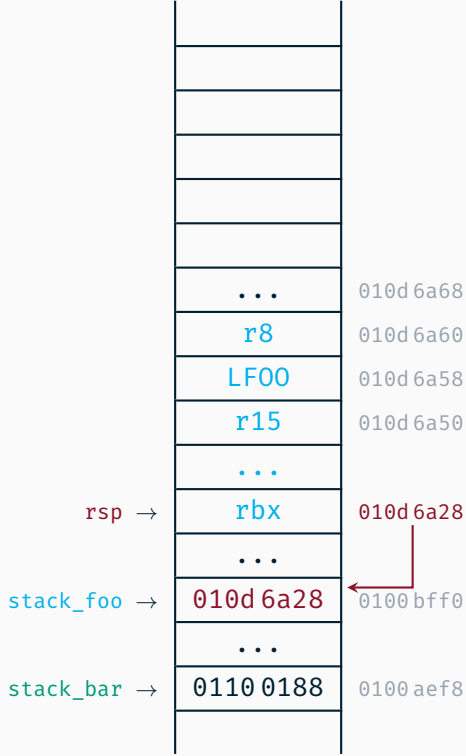 ... 010d 6a68
r8 010d 6a60
LFOO 010d 6a58
r15 010d 6a50
...
rsp → rbx 010d 6a28
...
stack_foo → 010d 6a28 0100 bff0
...
stack_bar → 0110 0188 0100 aef8